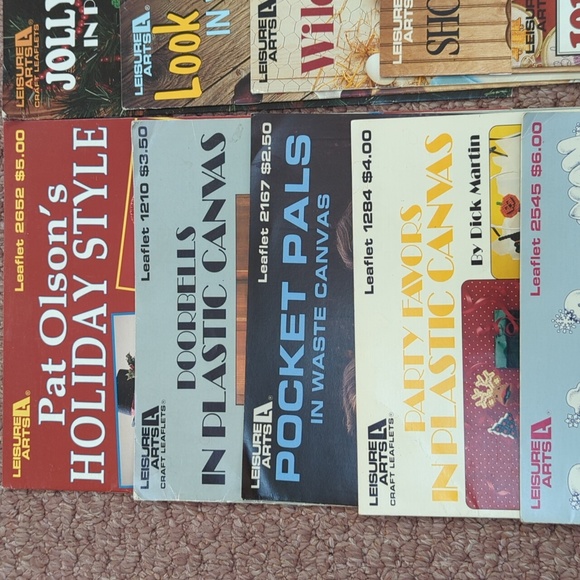 LEISURE
ARTS
CRAFT LEAFLETS
JOLLY
IN P
LEISURE
ARTS
Look
IN
LEISURE
ARTS
Wild
LEISURE
ARTS
SHO
LEISURE
ARTS
Leaflet 2652 $5.00
Pat Olson's
HOLIDAY STYLE
LEISURE
ARTS
Leaflet 1210 $3.50
DOORBELLS
IN PLASTIC CANVAS
LEISURE
ARTS
CRAFT LEAFLETS
Leaflet 2167 $2.50
POCKET PALS
IN WASTE CANVAS
LEISURE
ARTS
Leaflet 1284 $4.00
PARTY FAVORS
IN PLASTIC CANVAS
By Dick Martin
LEISURE
ARTS
CRAFT LEAFLETS
Leaflet 2545 $6.00
LEISURE
ARTS